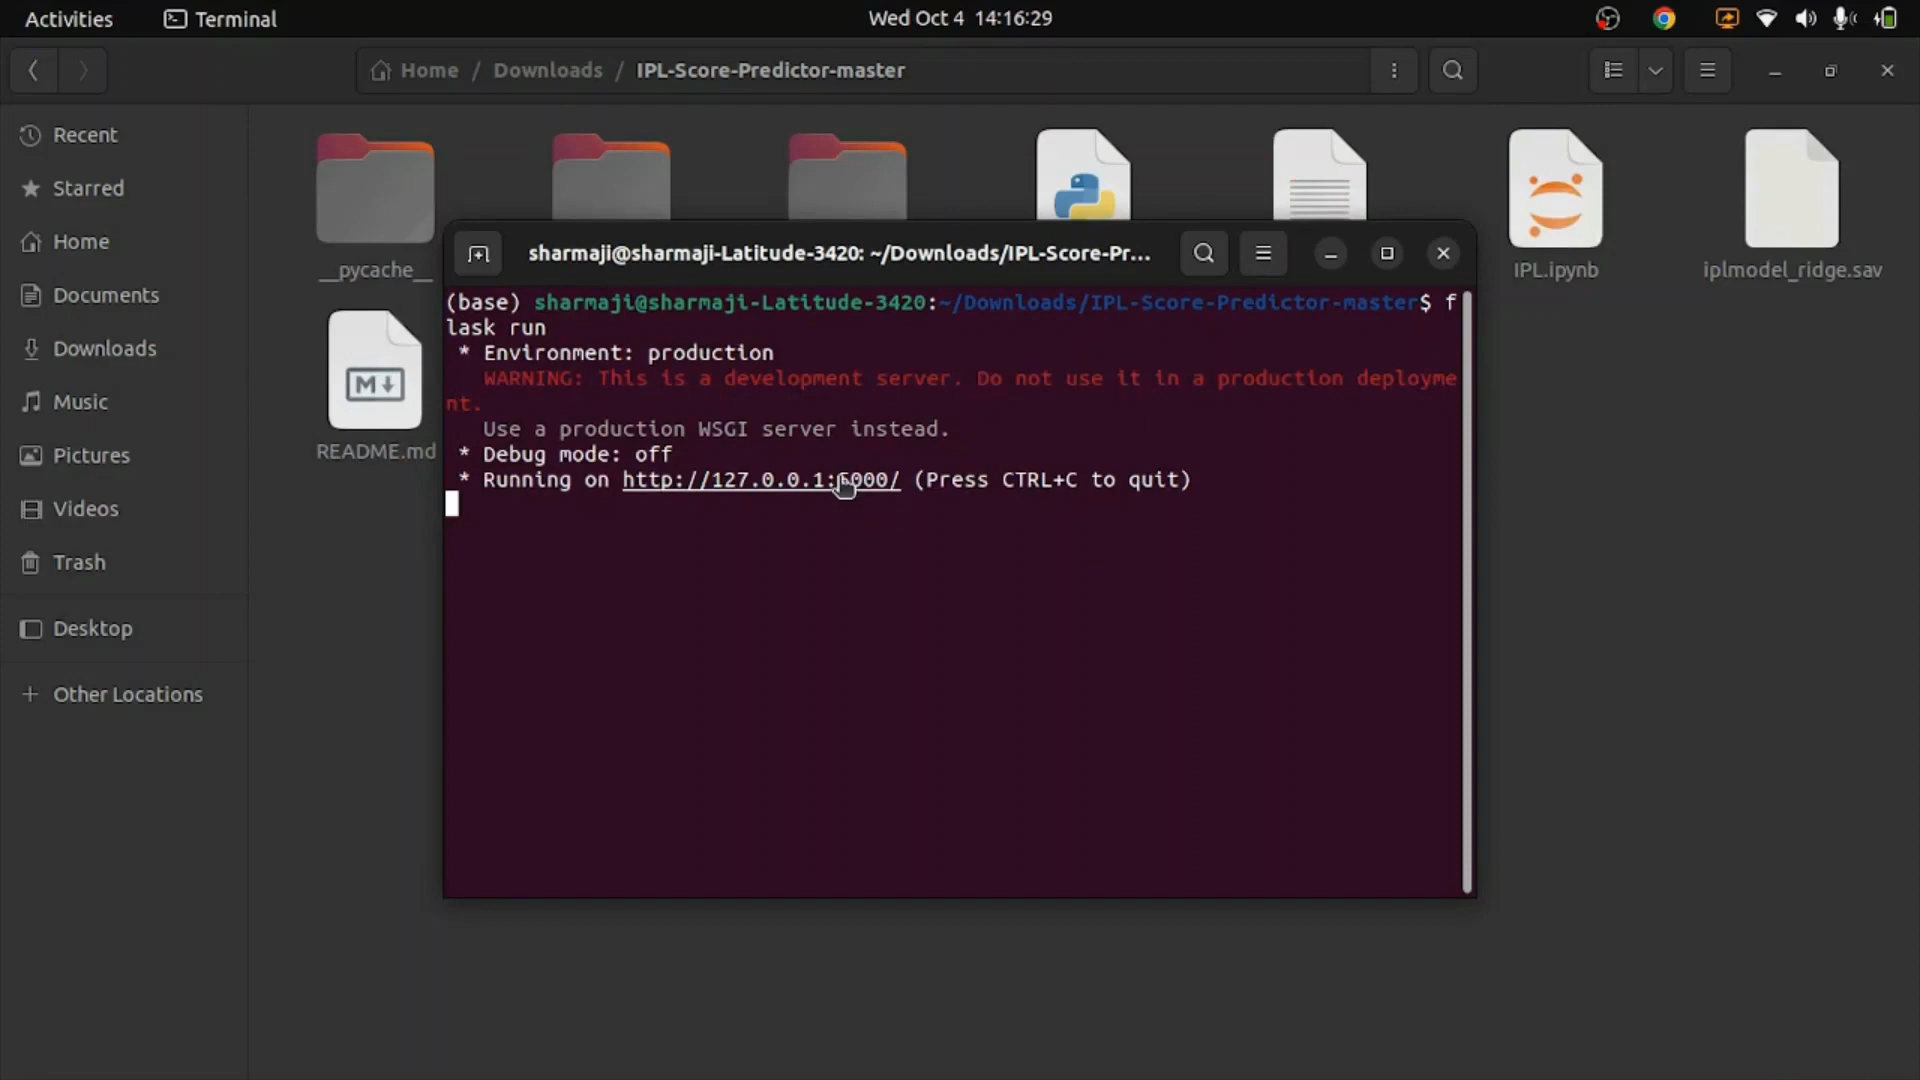 Activities Terminal Wed Oct 4 14:16:29
Home / Downloads / IPL-Score-Predictor-master
Recent
Starred
Home
Documents
Downloads
Music
Pictures
Videos
Trash
Desktop
+ Other Locations
__pycache__
IPL.ipynb
iplmodel_ridge.sav
M
README.md
sharmaji@sharmaji-Latitude-3420: ~/Downloads/IPL-Score-Pr...
(base) sharmaji@sharmaji-Latitude-3420:~/Downloads/IPL-Score-Predictor-master$ f
lask run
* Environment: production
WARNING: This is a development server. Do not use it in a production deployme
nt.
Use a production WSGI server instead.
* Debug mode: off
* Running on http://127.0.0.1:5000/ (Press CTRL+C to quit)